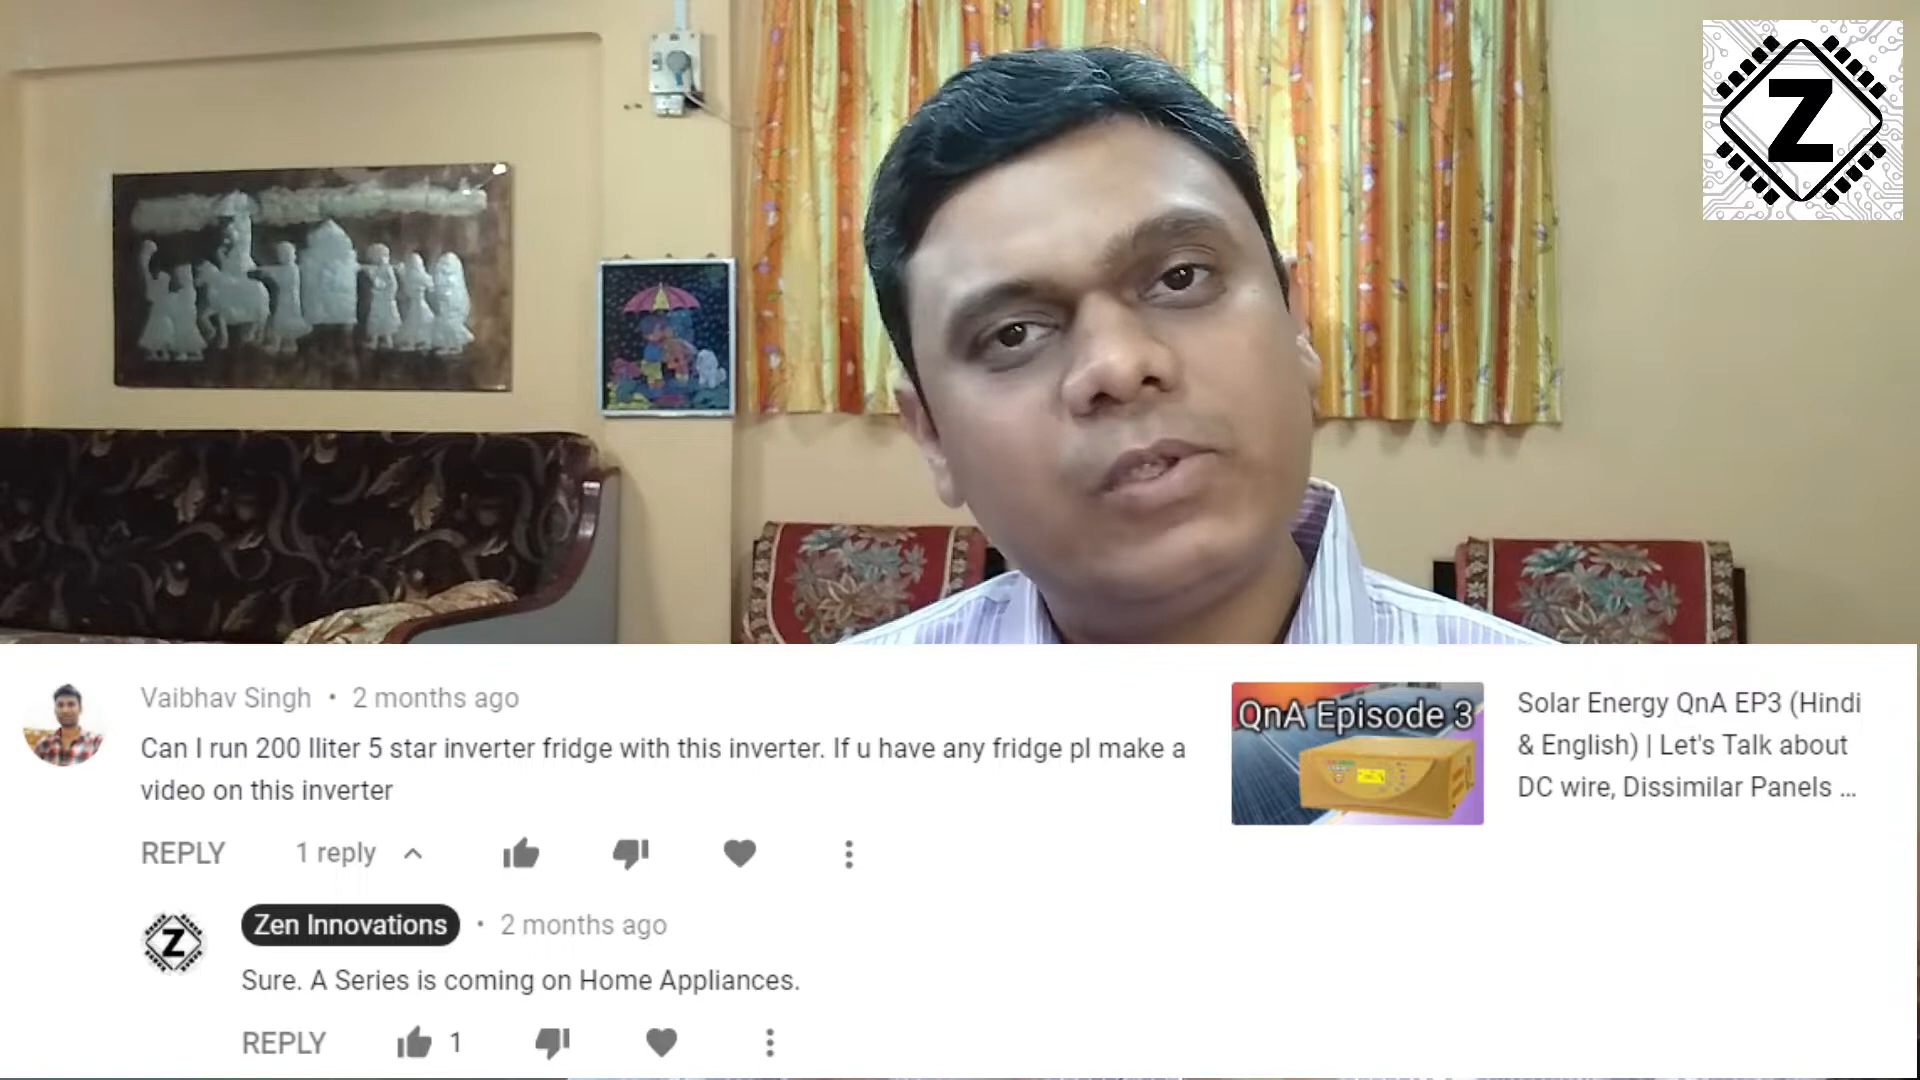 Z
Vaibhav Singh • 2 months ago
Can I run 200 lliter 5 star inverter fridge with this inverter. If u have any fridge pl make a
video on this inverter
REPLY 1 reply
QnA Episode 3
Solar Energy QnA EP3 (Hindi
& English) | Let's Talk about
DC wire, Dissimilar Panels ...
Z
Zen Innovations • 2 months ago
Sure. A Series is coming on Home Appliances.
REPLY 1